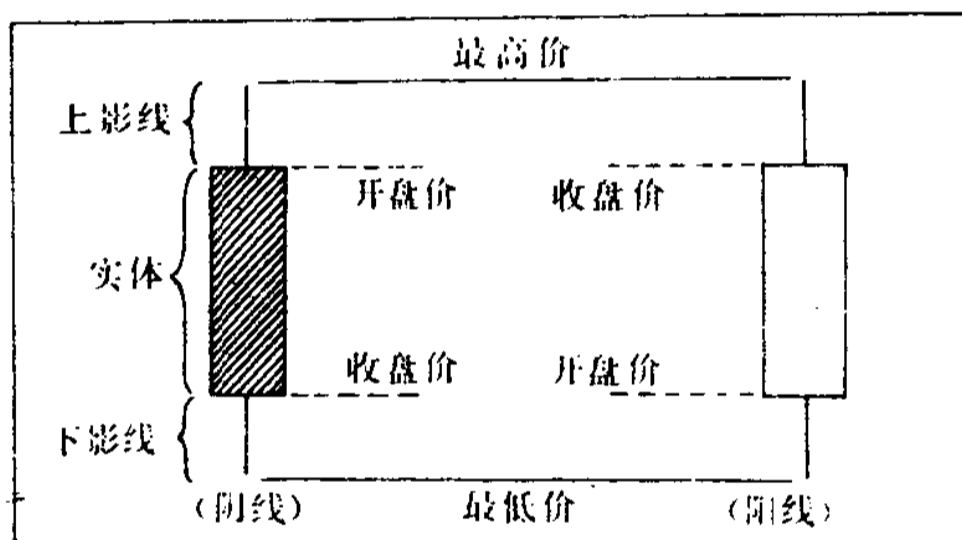 最高价
上影线
开盘价 收盘价
实体
收盘价 开盘价
下影线
(阴线) 最低价 (阳线)